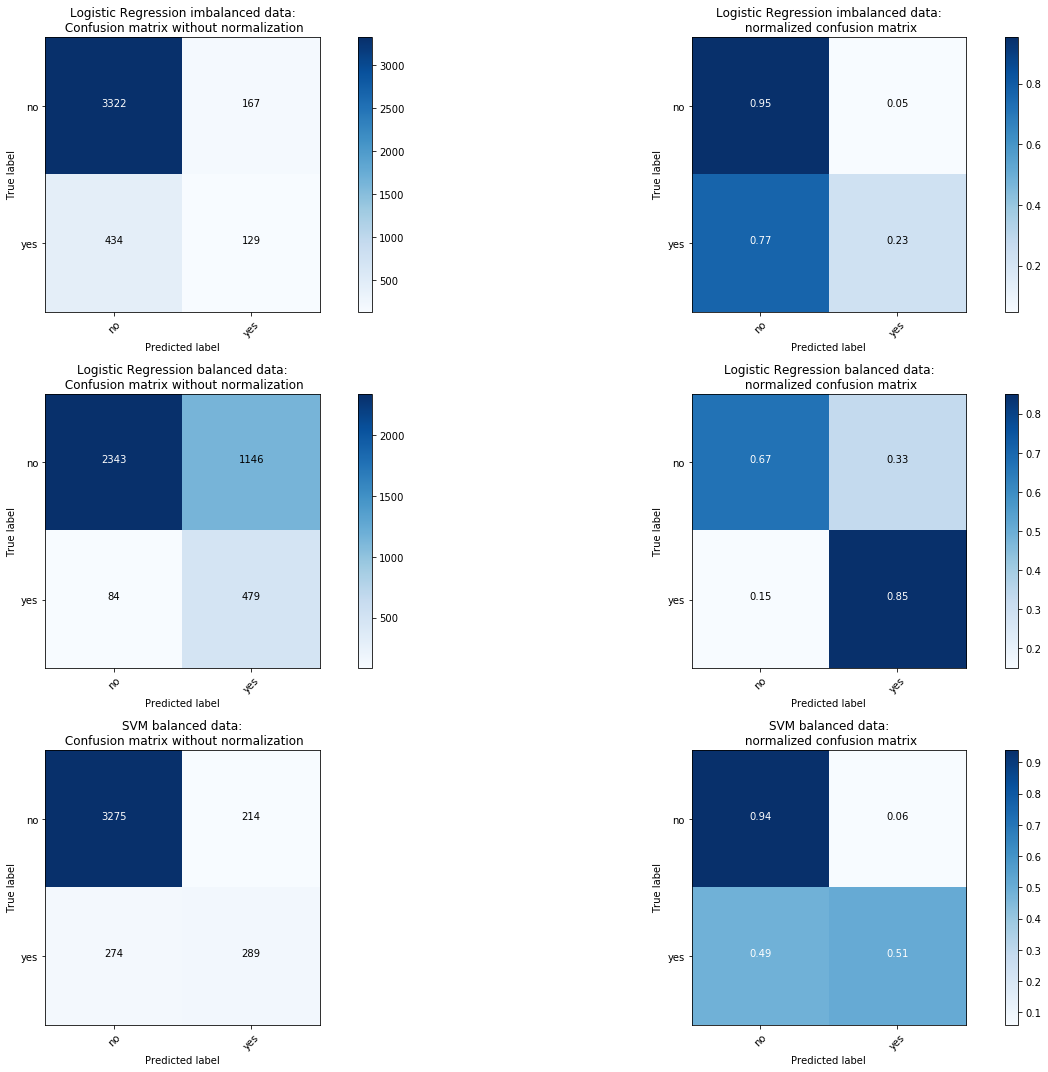 Logistic Regression imbalanced data:
Confusion matrix without normalization
3000
2500
2000
1500
1000
500
no
yes
True label
3322
167
434
129
no
yes
Predicted label
Logistic Regression imbalanced data:
normalized confusion matrix
0.8
0.6
0.4
0.2
no
yes
True label
0.95
0.05
0.77
0.23
no
yes
Predicted label
Logistic Regression balanced data:
Confusion matrix without normalization
2000
1500
1000
500
no
yes
True label
2343
1146
84
479
no
yes
Predicted label
Logistic Regression balanced data:
normalized confusion matrix
0.8
0.7
0.6
0.5
0.4
0.3
0.2
no
yes
True label
0.67
0.33
0.15
0.85
no
yes
Predicted label
SVM balanced data:
Confusion matrix without normalization
no
yes
True label
3275
214
274
289
no
yes
Predicted label
SVM balanced data:
normalized confusion matrix
0.9
0.8
0.7
0.6
0.5
0.4
0.3
0.2
0.1
no
yes
True label
0.94
0.06
0.49
0.51
no
yes
Predicted label